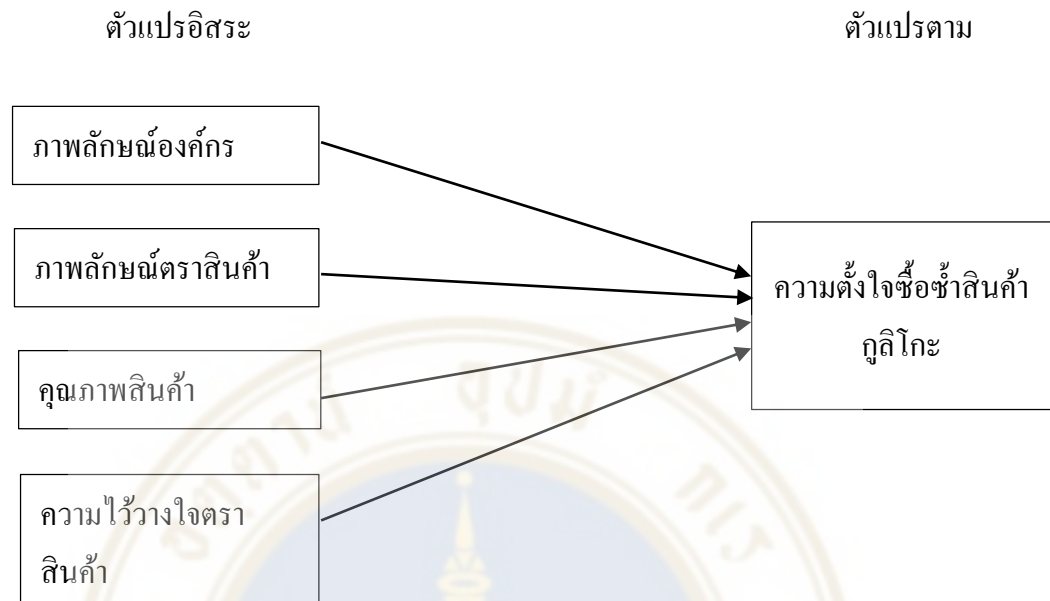 ตัวแปรอิสระ
ตัวแปรตาม
ภาพลักษณ์องค์กร
ภาพลักษณ์ตราสินค้า
คุณภาพสินค้า
ความไว้วางใจตรา
สินค้า
ความตั้งใจซื้อซ้ำสินค้า
กูลิโกะ